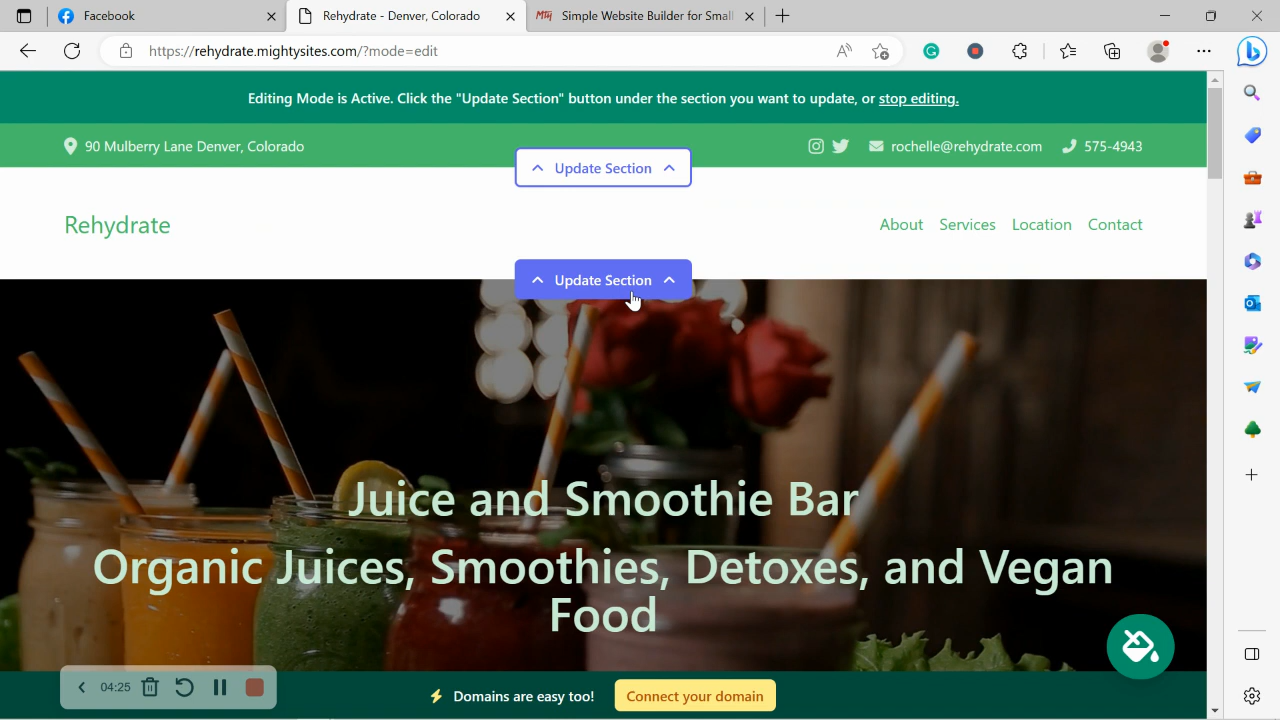 Facebook
Rehydrate - Denver, Colorado
Simple Website Builder for Small
https://rehydrate.mightysites.com/?mode=edit
Editing Mode is Active. Click the "Update Section" button under the section you want to update, or stop editing.
90 Mulberry Lane Denver, Colorado
rochelle@rehydrate.com
575-4943
Update Section
Rehydrate
About Services Location Contact
Update Section
Juice and Smoothie Bar
Organic Juices, Smoothies, Detoxes, and Vegan
Food
04:25
Domains are easy too!
Connect your domain